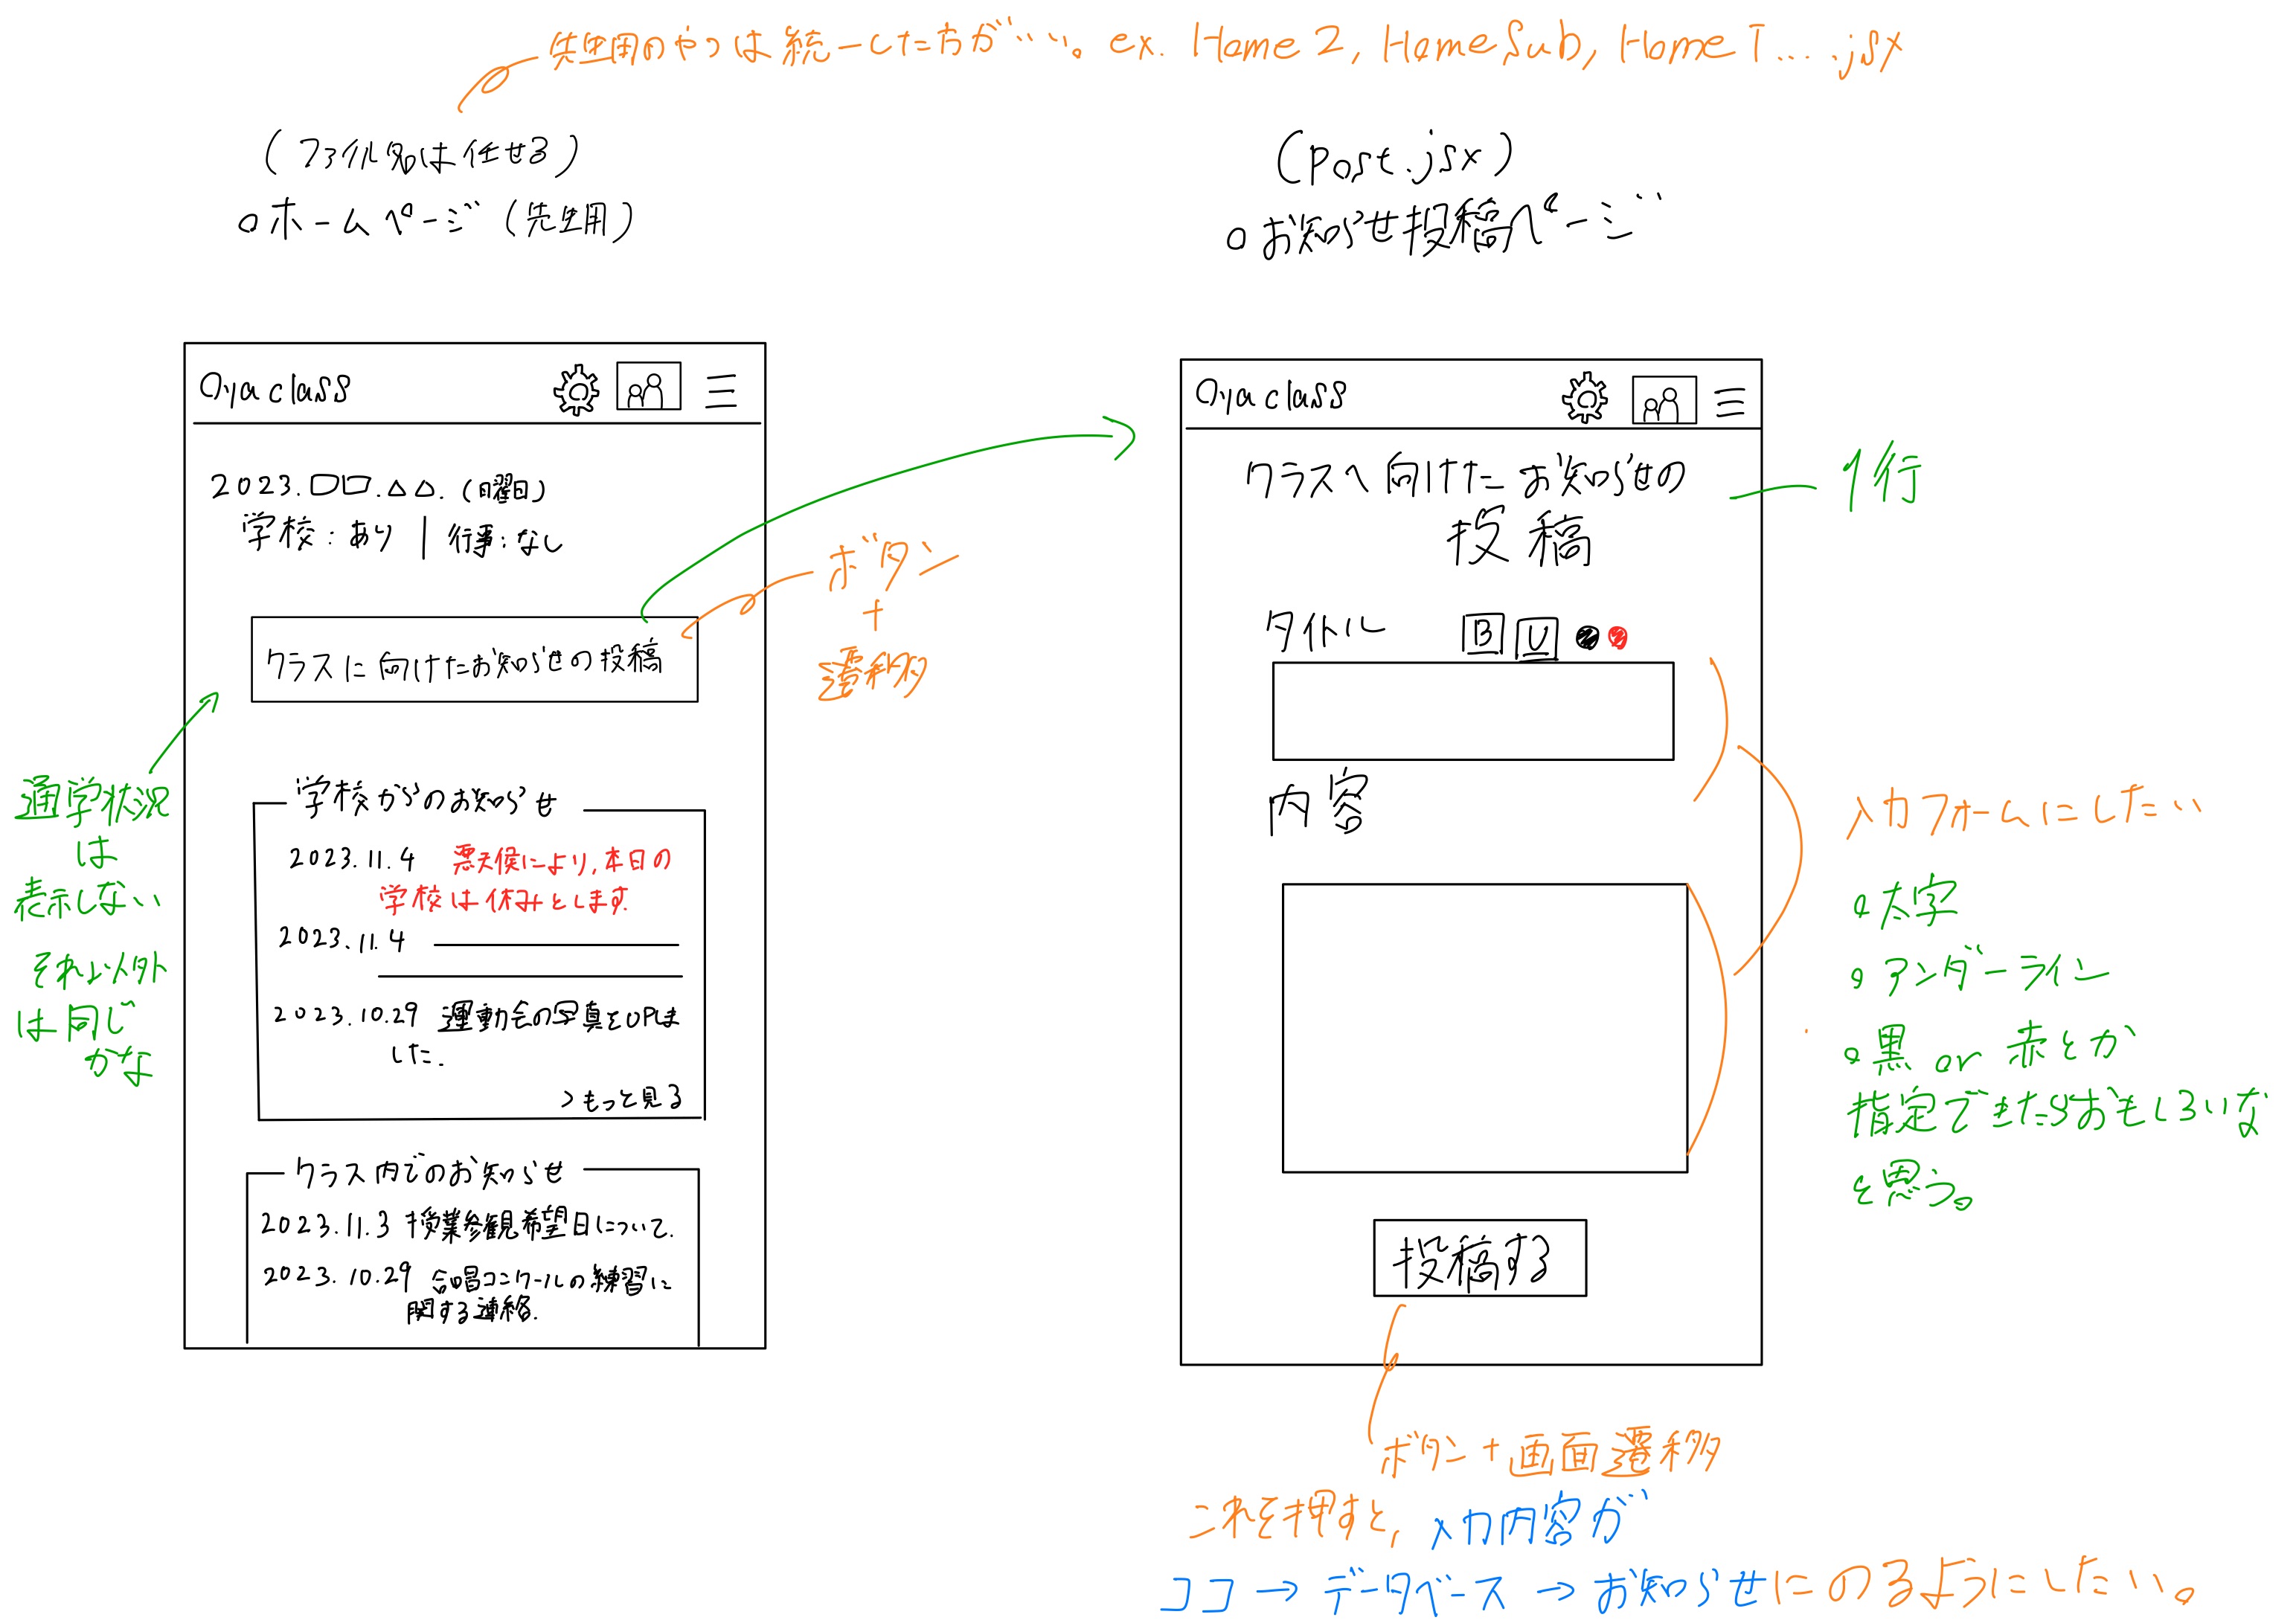 先生用のやつは統一した方が……。ex. Home 2, HomeSub, HomeT.....jsx
(ファイル名は任せる)
○ホームページ(先生用)
Oyaclass
2023.□□.△△.(日曜日)
学校:あり | 行事:なし
クラスに向けたお知らせの投稿
ボタン
+
遷移
通学状況
は
表示しない
それ以外
は同じ
かな
学校からのお知らせ
2023.11.4 悪天候により,本日の
学校は休みとします.
2023.11.4
2023.10.29 運動会の写真をUPしま
した.
>もっと見る
クラス内でのお知らせ
2023.11.3 授業参観希望日について.
2023.10.29 合唱コンクールの練習に
関する連絡.
(Post.jsx)
○お知らせ投稿ページ
Oyaclass
クラスへ向けたお知らせの
投稿
1行
タイトル B U
内容
入力フォームにしたい
○太字
○アンダーライン
○黒 or 赤とか
指定できたらおもしろいな
と思う。
投稿する
ボタン+画面遷移
これを押すと,入力内容が
ココ→データベース→お知らせにのるようにしたい。